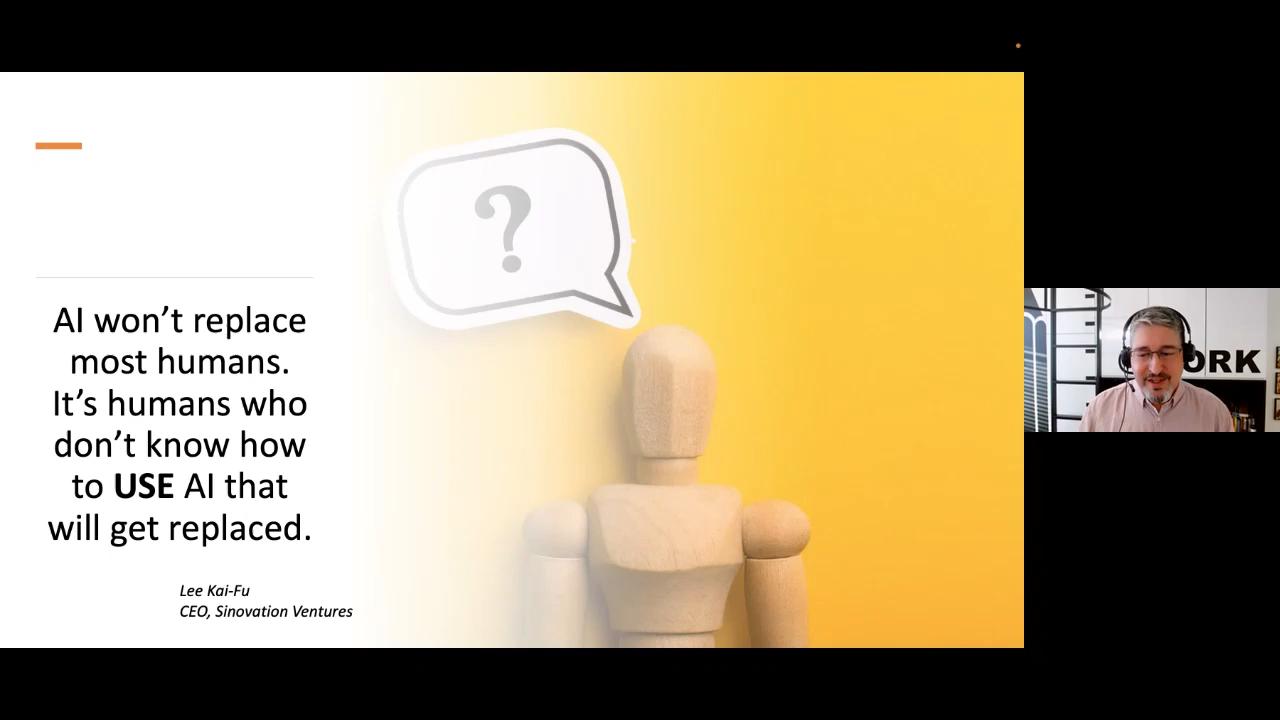 ?
AI won’t replace
most humans.
It’s humans who
don’t know how
to USE AI that
will get replaced.
Lee Kai-Fu
CEO, Sinovation Ventures
ORK